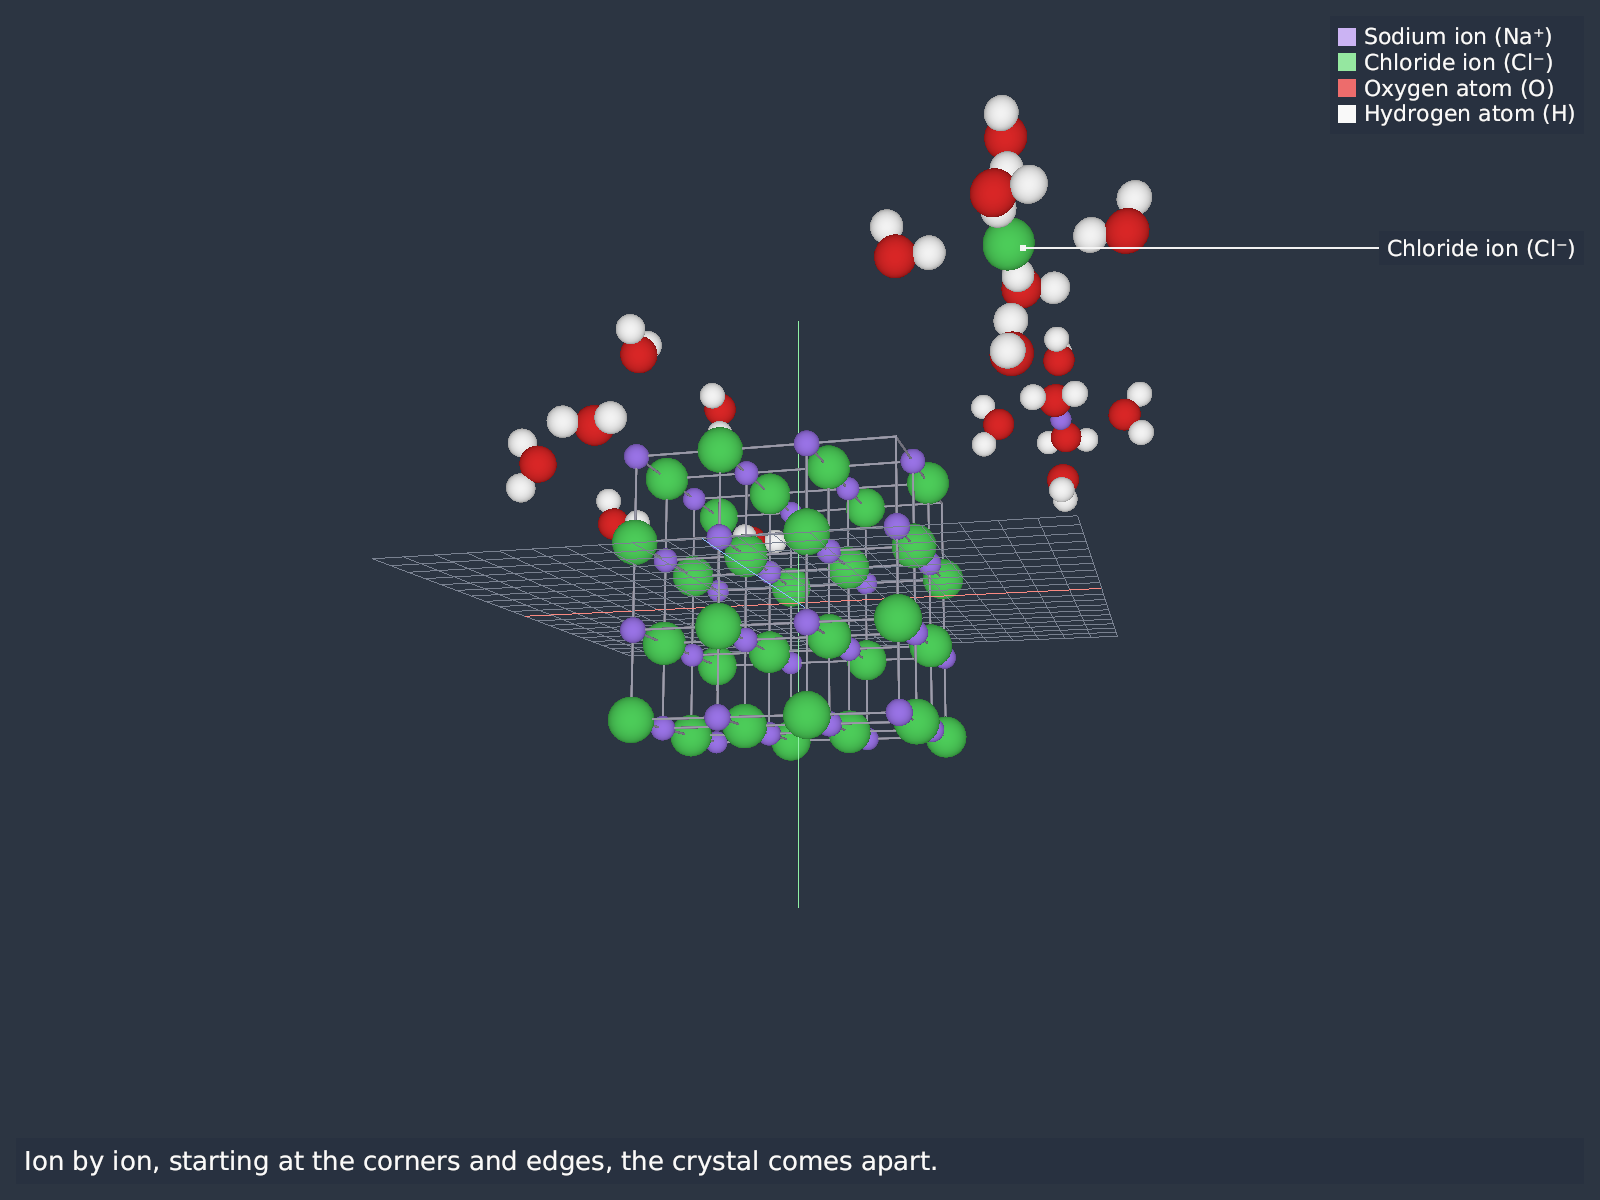 Sodium ion (Na⁺)
Chloride ion (Cl⁻)
Oxygen atom (O)
Hydrogen atom (H)
Chloride ion (Cl⁻)
Ion by ion, starting at the corners and edges, the crystal comes apart.